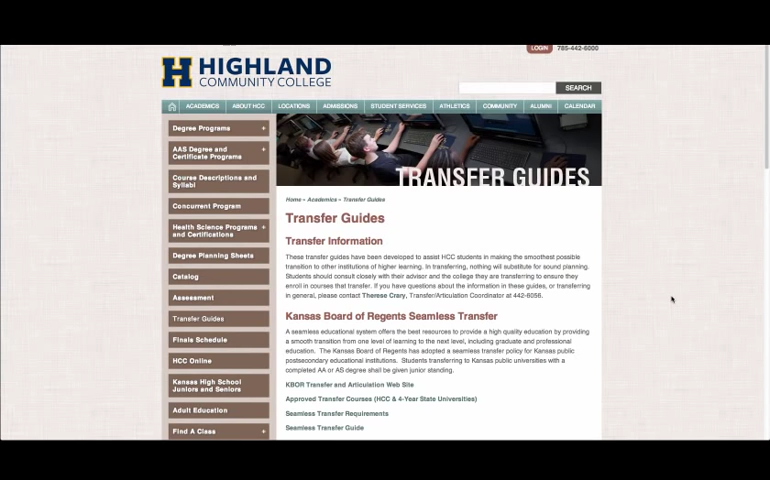 LOGIN 785-442-6000
HIGHLAND
COMMUNITY COLLEGE
SEARCH
ACADEMICS ABOUT HCC LOCATIONS ADMISSIONS STUDENT SERVICES ATHLETICS COMMUNITY ALUMNI CALENDAR
Degree Programs +
AAS Degree and +
Certificate Programs
Course Descriptions and
Syllabi
Concurrent Program
Health Science Programs +
and Certifications
Degree Planning Sheets
Catalog
Assessment
Transfer Guides
Finals Schedule
HCC Online
Kansas High School
Juniors and Seniors
Adult Education
Find A Class +
TRANSFER GUIDES
Home » Academics » Transfer Guides
Transfer Guides
Transfer Information
These transfer guides have been developed to assist HCC students in making the smoothest possible
transition to other institutions of higher learning. In transferring, nothing will substitute for sound planning.
Students should consult closely with their advisor and the college they are transferring to ensure they
enroll in courses that transfer. If you have questions about the information in these guides, or transferring
in general, please contact Therese Crary, Transfer/Articulation Coordinator at 442-6056.
Kansas Board of Regents Seamless Transfer
A seamless educational system offers the best resources to provide a high quality education by providing
a smooth transition from one level of learning to the next level, including graduate and professional
education. The Kansas Board of Regents has adopted a seamless transfer policy for Kansas public
postsecondary educational institutions. Students transferring to Kansas public universities with a
completed AA or AS degree shall be given junior standing.
KBOR Transfer and Articulation Web Site
Approved Transfer Courses (HCC & 4-Year State Universities)
Seamless Transfer Requirements
Seamless Transfer Guide